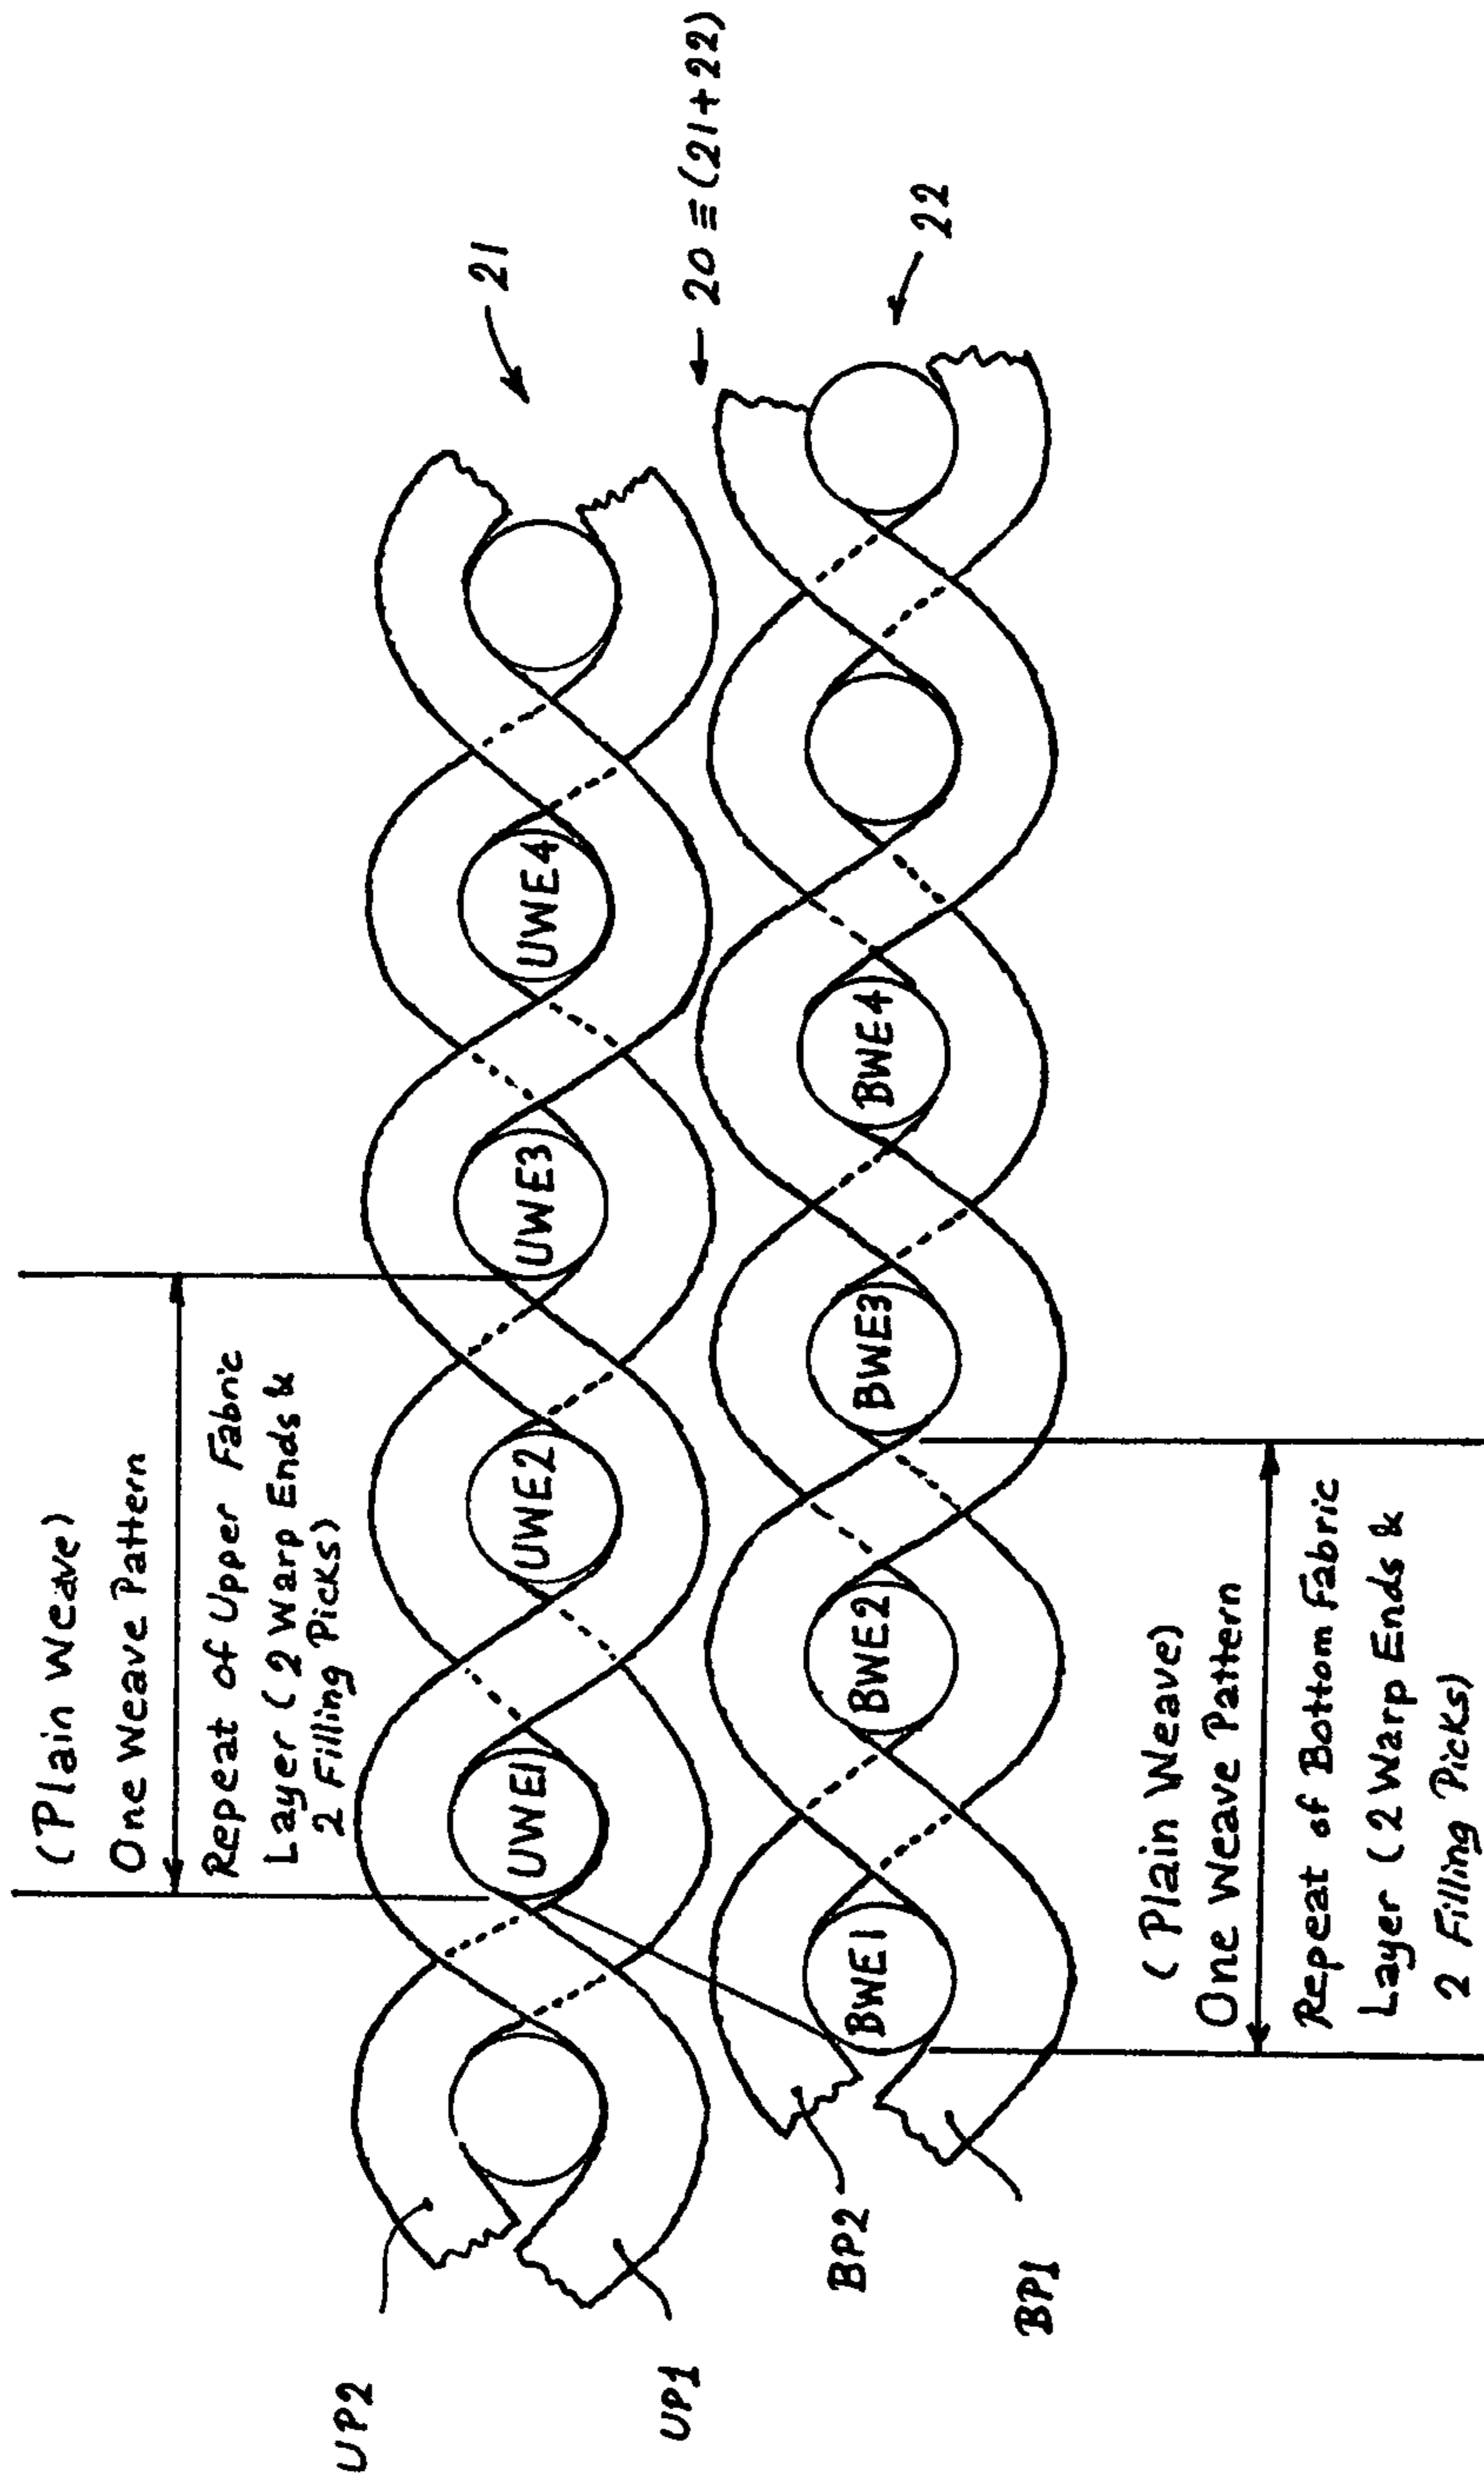 (Plain Weave)
One Weave Pattern
Repeat of Upper Fabric
Layer (2 Warp Ends &
2 Filling Picks)
21
20 ≡ (21+22)
22
UP2
UP1
UWE1
UWE2
UWE3
UWE4
BP2
BP1
BWE1
BWE2
BWE3
BWE4
(Plain Weave)
One Weave Pattern
Repeat of Bottom Fabric
Layer (2 Warp Ends &
2 Filling Picks)